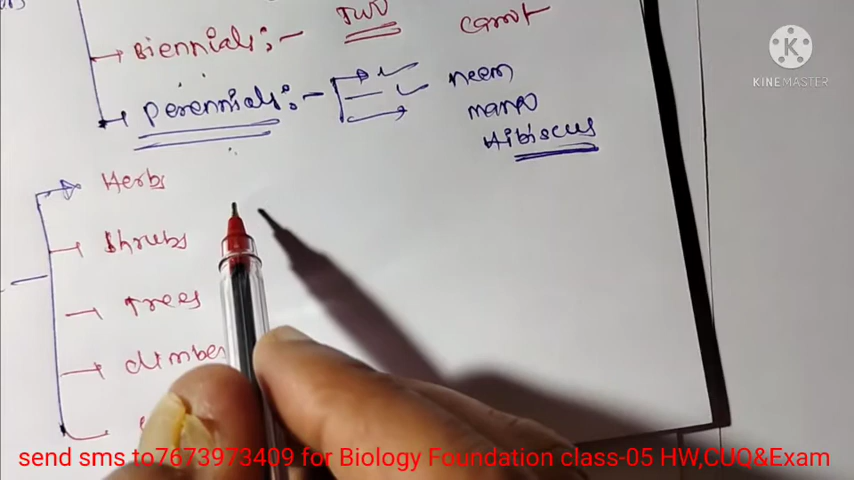 Biennials:- Two carrot
Perennials:- neem
mango
Hibiscus
Herbs
Shrubs
Trees
climbers
KINEMASTER
send sms to7673973409 for Biology Foundation class-05 HW,CUQ&Exam